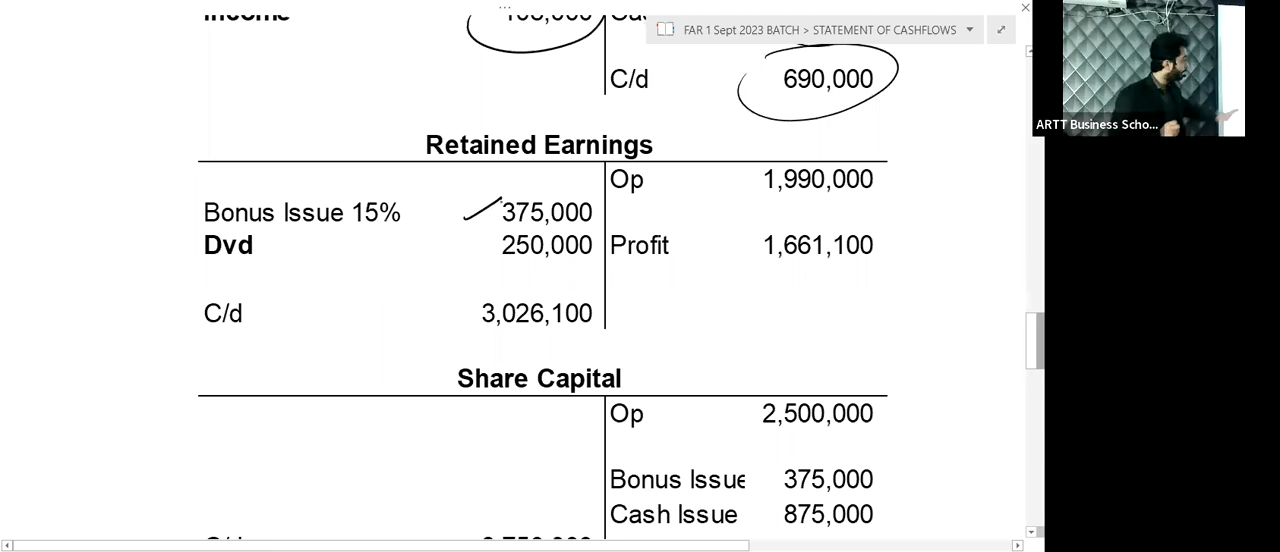 FAR 1 Sept 2023 BATCH > STATEMENT OF CASHFLOWS
C/d 690,000
ARTT Business Scho...
Retained Earnings
Op 1,990,000
Bonus Issue 15% 375,000
Dvd 250,000 Profit 1,661,100
C/d 3,026,100
Share Capital
Op 2,500,000
Bonus Issue 375,000
Cash Issue 875,000